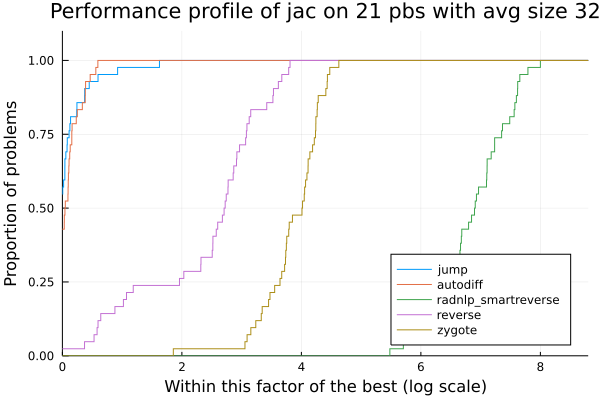 Performance profile of jac on 21 pbs with avg size 32
Proportion of problems
1.00
0.75
0.50
0.25
0.00
0
2
4
6
8
jump
autodiff
radnlp_smartreverse
reverse
zygote
Within this factor of the best (log scale)